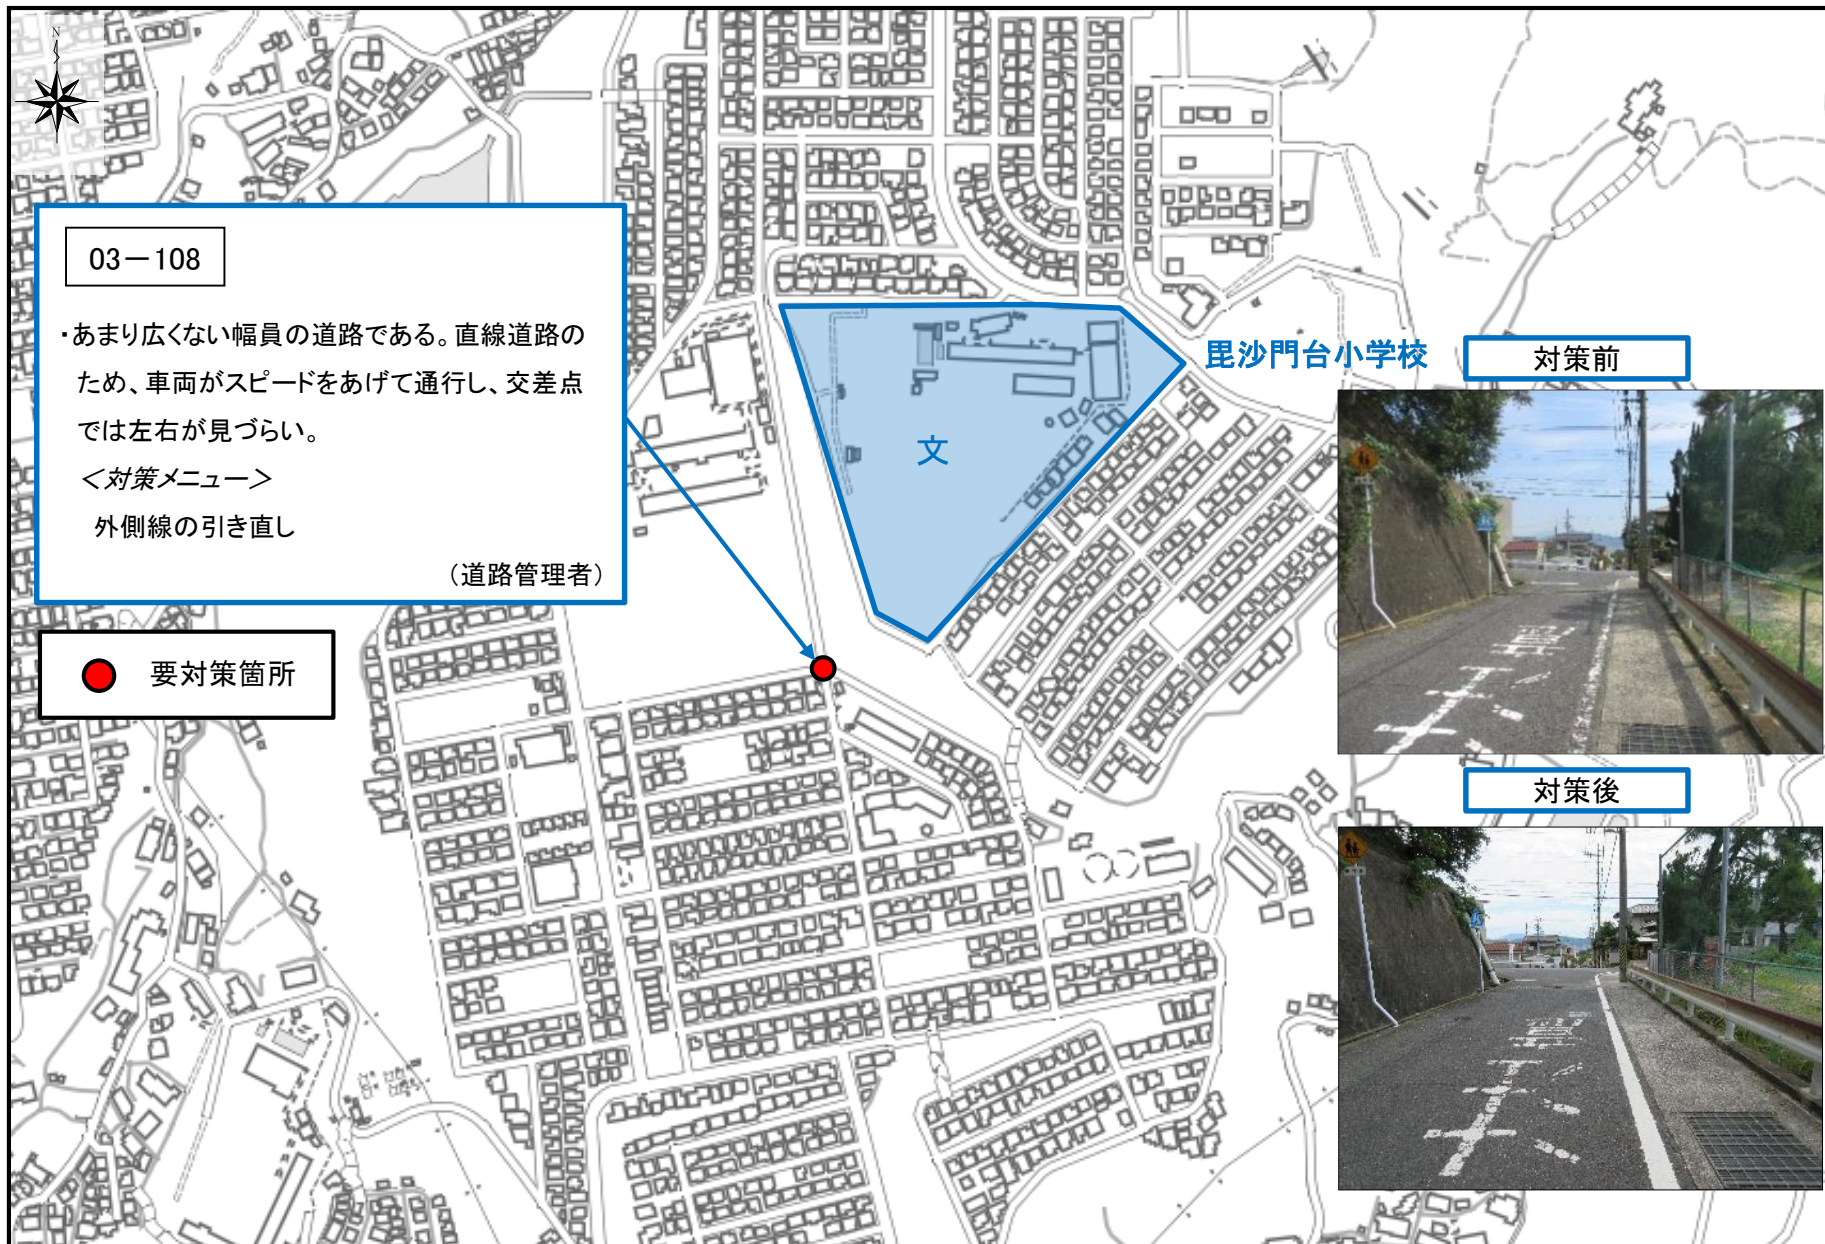 N
03－108
・あまり広くない幅員の道路である。直線道路の
ため、車両がスピードをあげて通行し、交差点
では左右が見づらい。
＜対策メニュー＞
外側線の引き直し
（道路管理者）
要対策箇所
文
毘沙門台小学校
対策前
対策後